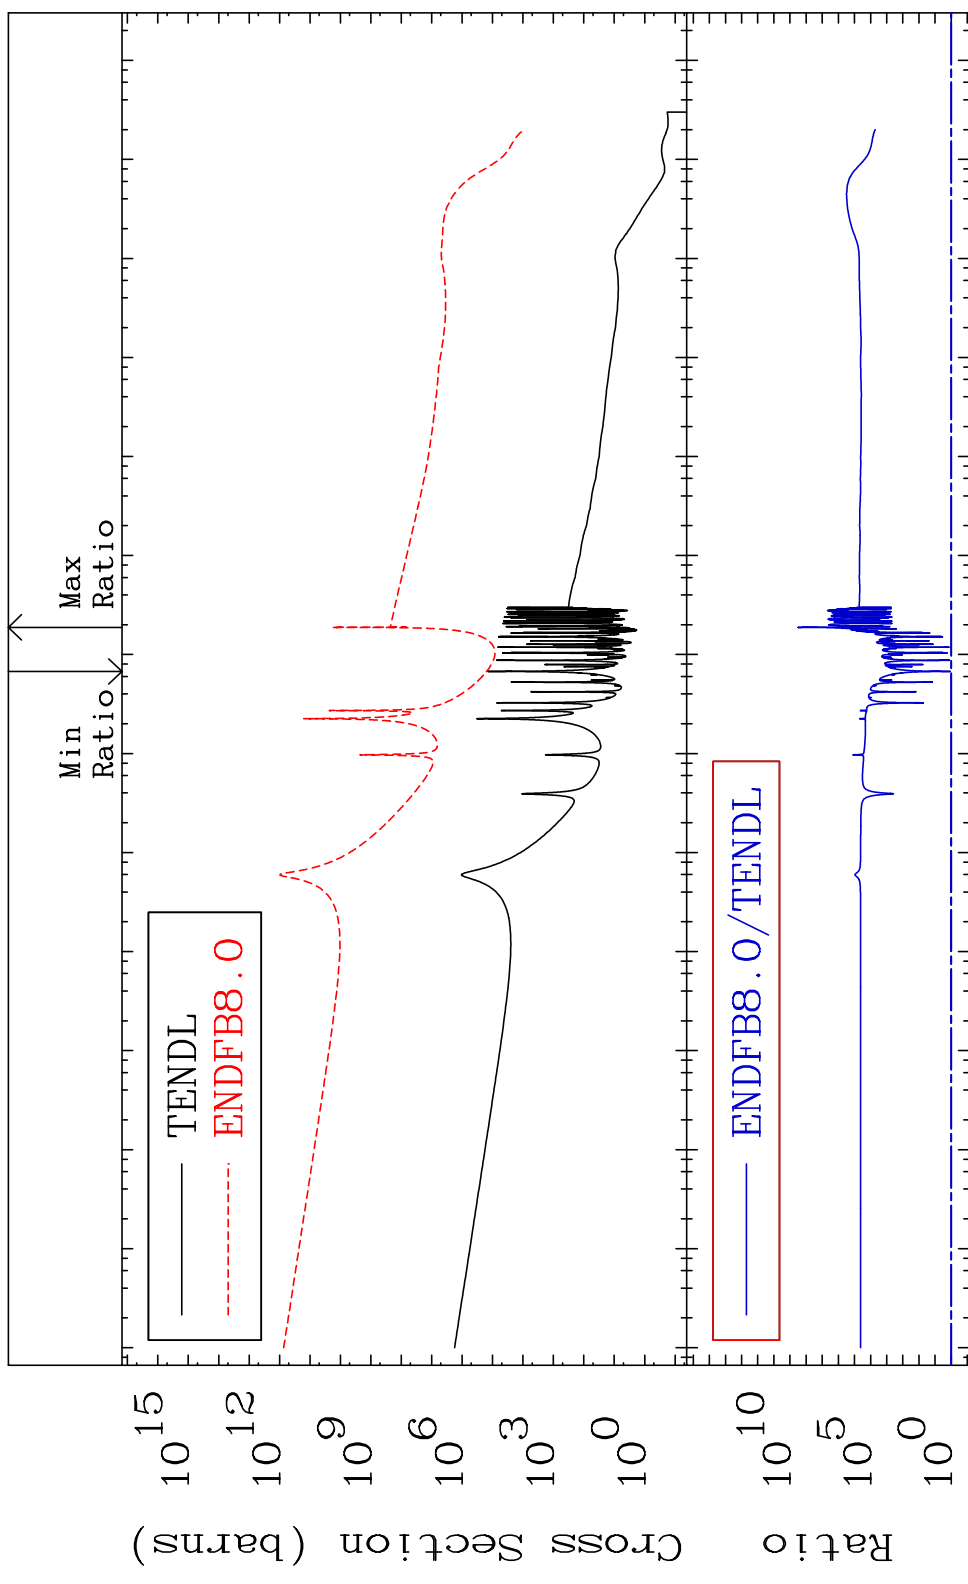 Max
Ratio
Min
Ratio
TENDL
ENDFB8.0
10 15
10 12
10 9
10 6
10 3
10 0
Cross Section (barns)
ENDFB8.0/TENDL
10 10
10 5
10 0
Ratio